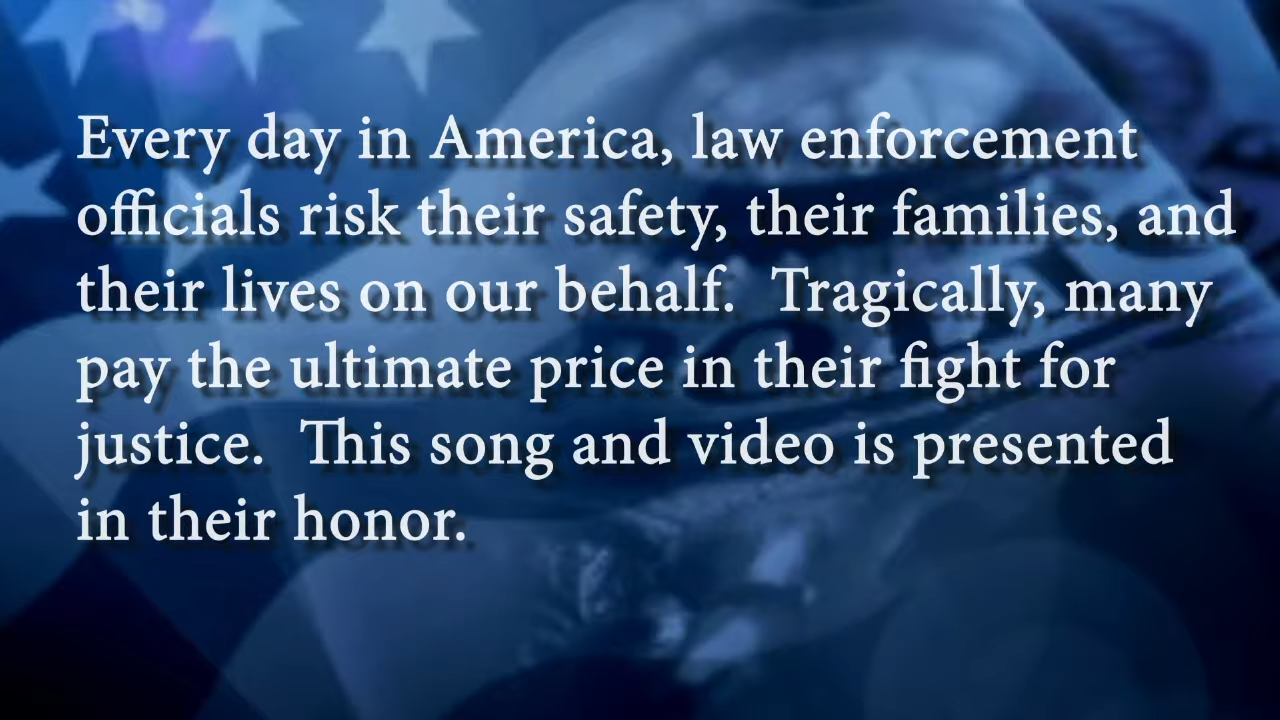 Every day in America, law enforcement
officials risk their safety, their families, and
their lives on our behalf.  Tragically, many
pay the ultimate price in their fight for
justice.  This song and video is presented
in their honor.